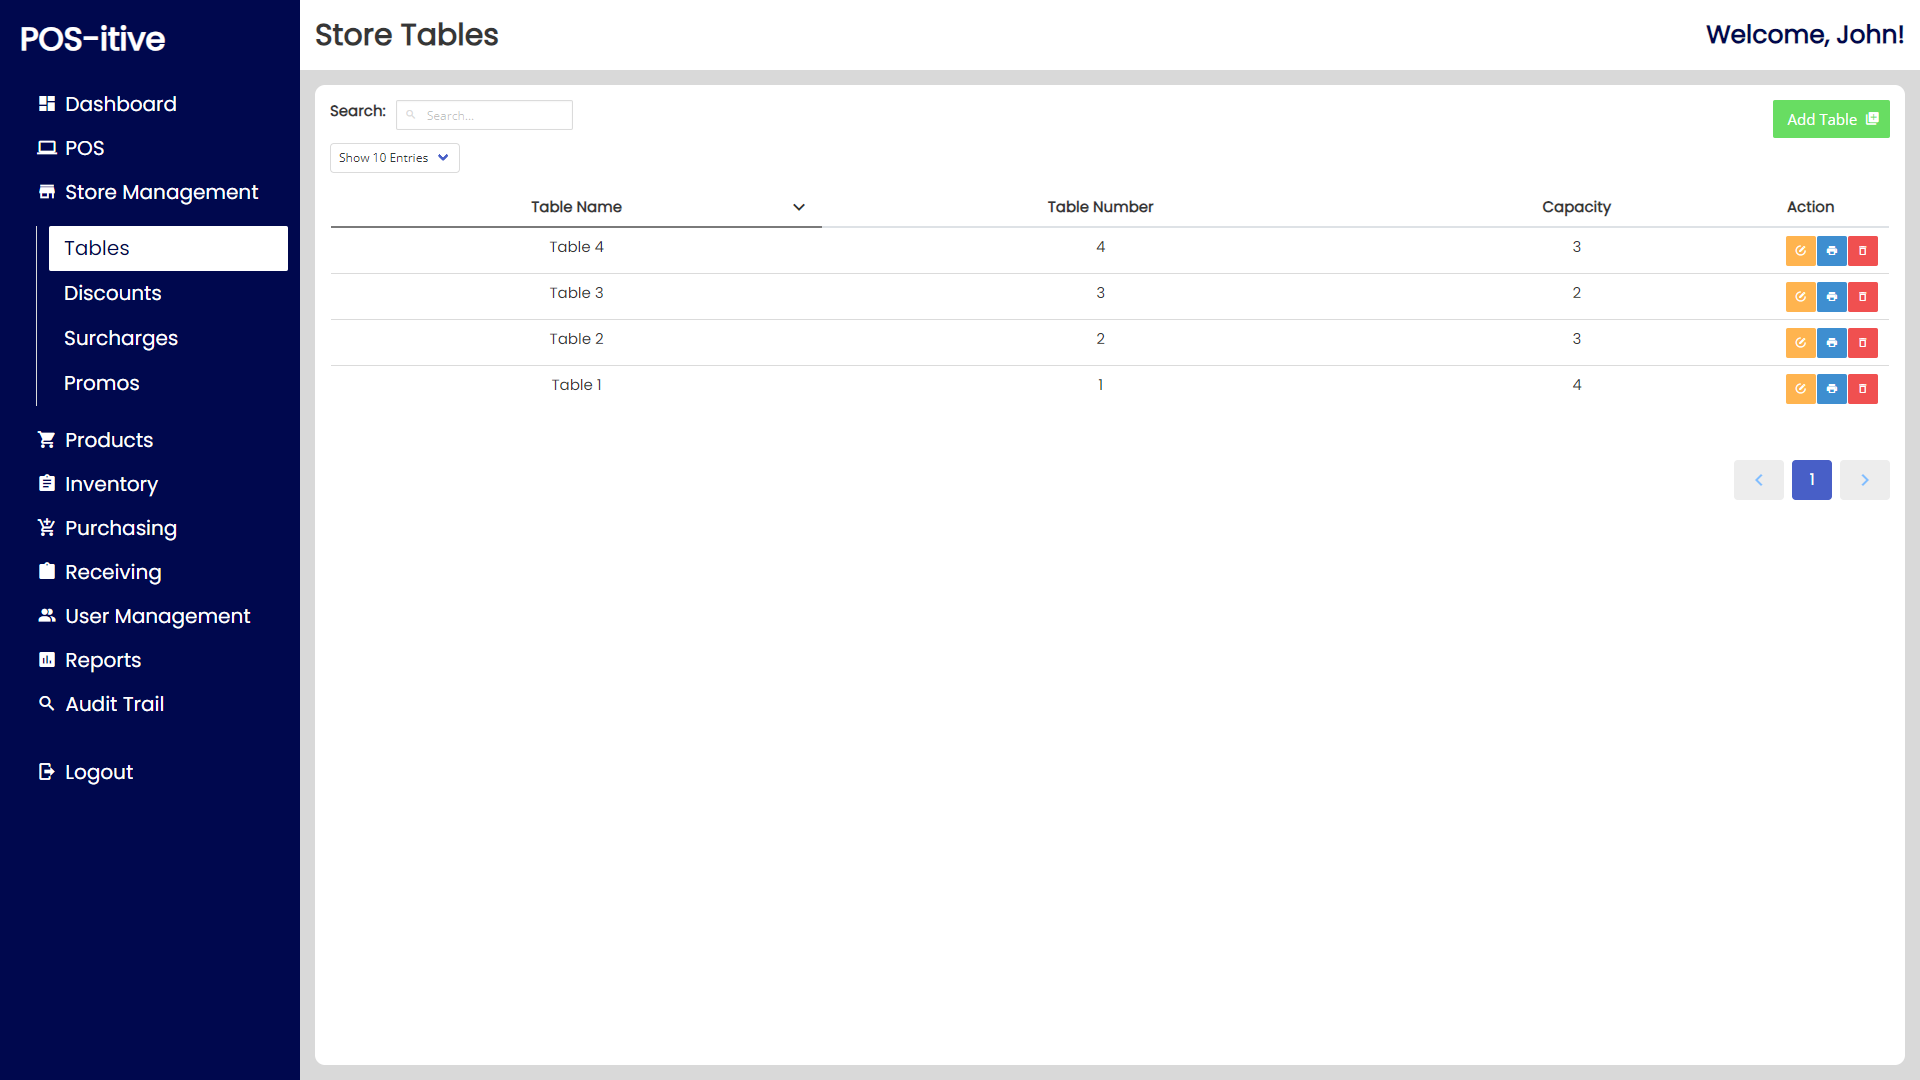 POS-itive
Dashboard
POS
Store Management
Tables
Discounts
Surcharges
Promos
Products
Inventory
Purchasing
Receiving
User Management
Reports
Audit Trail
Logout
Store Tables
Welcome, John!
Search:
Search...
Add Table
Show 10 Entries
Table Name Table Number Capacity Action
Table 4 4 3
Table 3 3 2
Table 2 2 3
Table 1 1 4
1